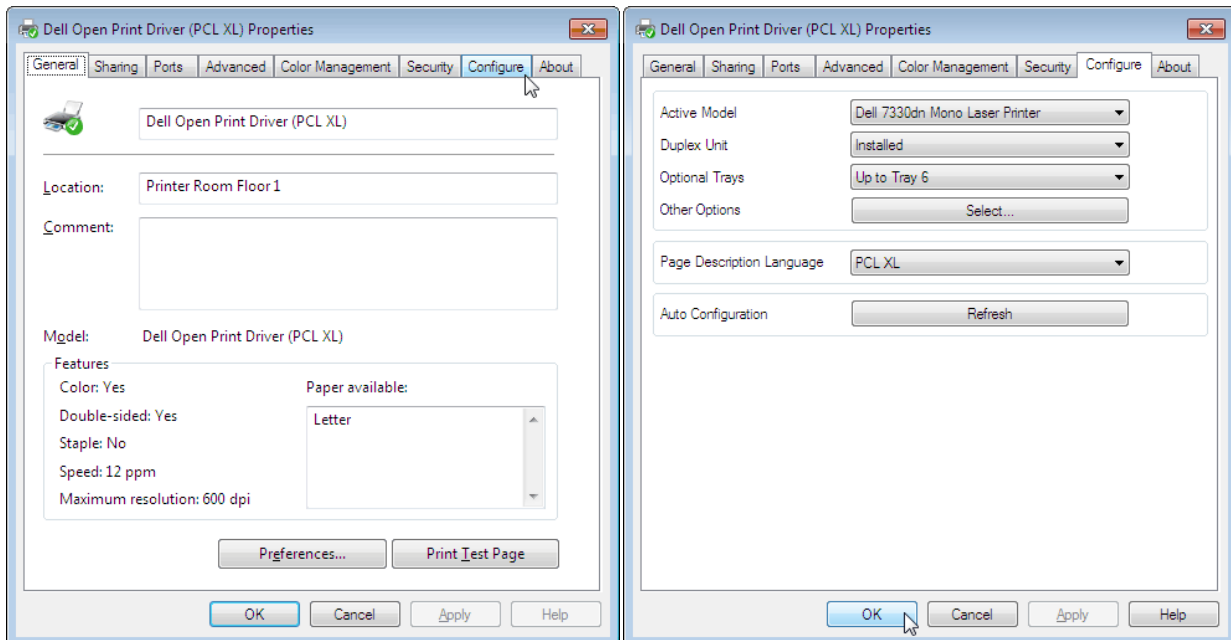 Dell Open Print Driver (PCL XL) Properties
General Sharing Ports Advanced Color Management Security Configure About
Dell Open Print Driver (PCL XL)
Location: Printer Room Floor 1
Comment:
Model: Dell Open Print Driver (PCL XL)
Features
Color: Yes Paper available:
Double-sided: Yes Letter
Staple: No
Speed: 12 ppm
Maximum resolution: 600 dpi
Preferences... Print Test Page
OK Cancel Apply Help
Dell Open Print Driver (PCL XL) Properties
General Sharing Ports Advanced Color Management Security Configure About
Active Model Dell 7330dn Mono Laser Printer
Duplex Unit Installed
Optional Trays Up to Tray 6
Other Options Select...
Page Description Language PCL XL
Auto Configuration Refresh
OK Cancel Apply Help